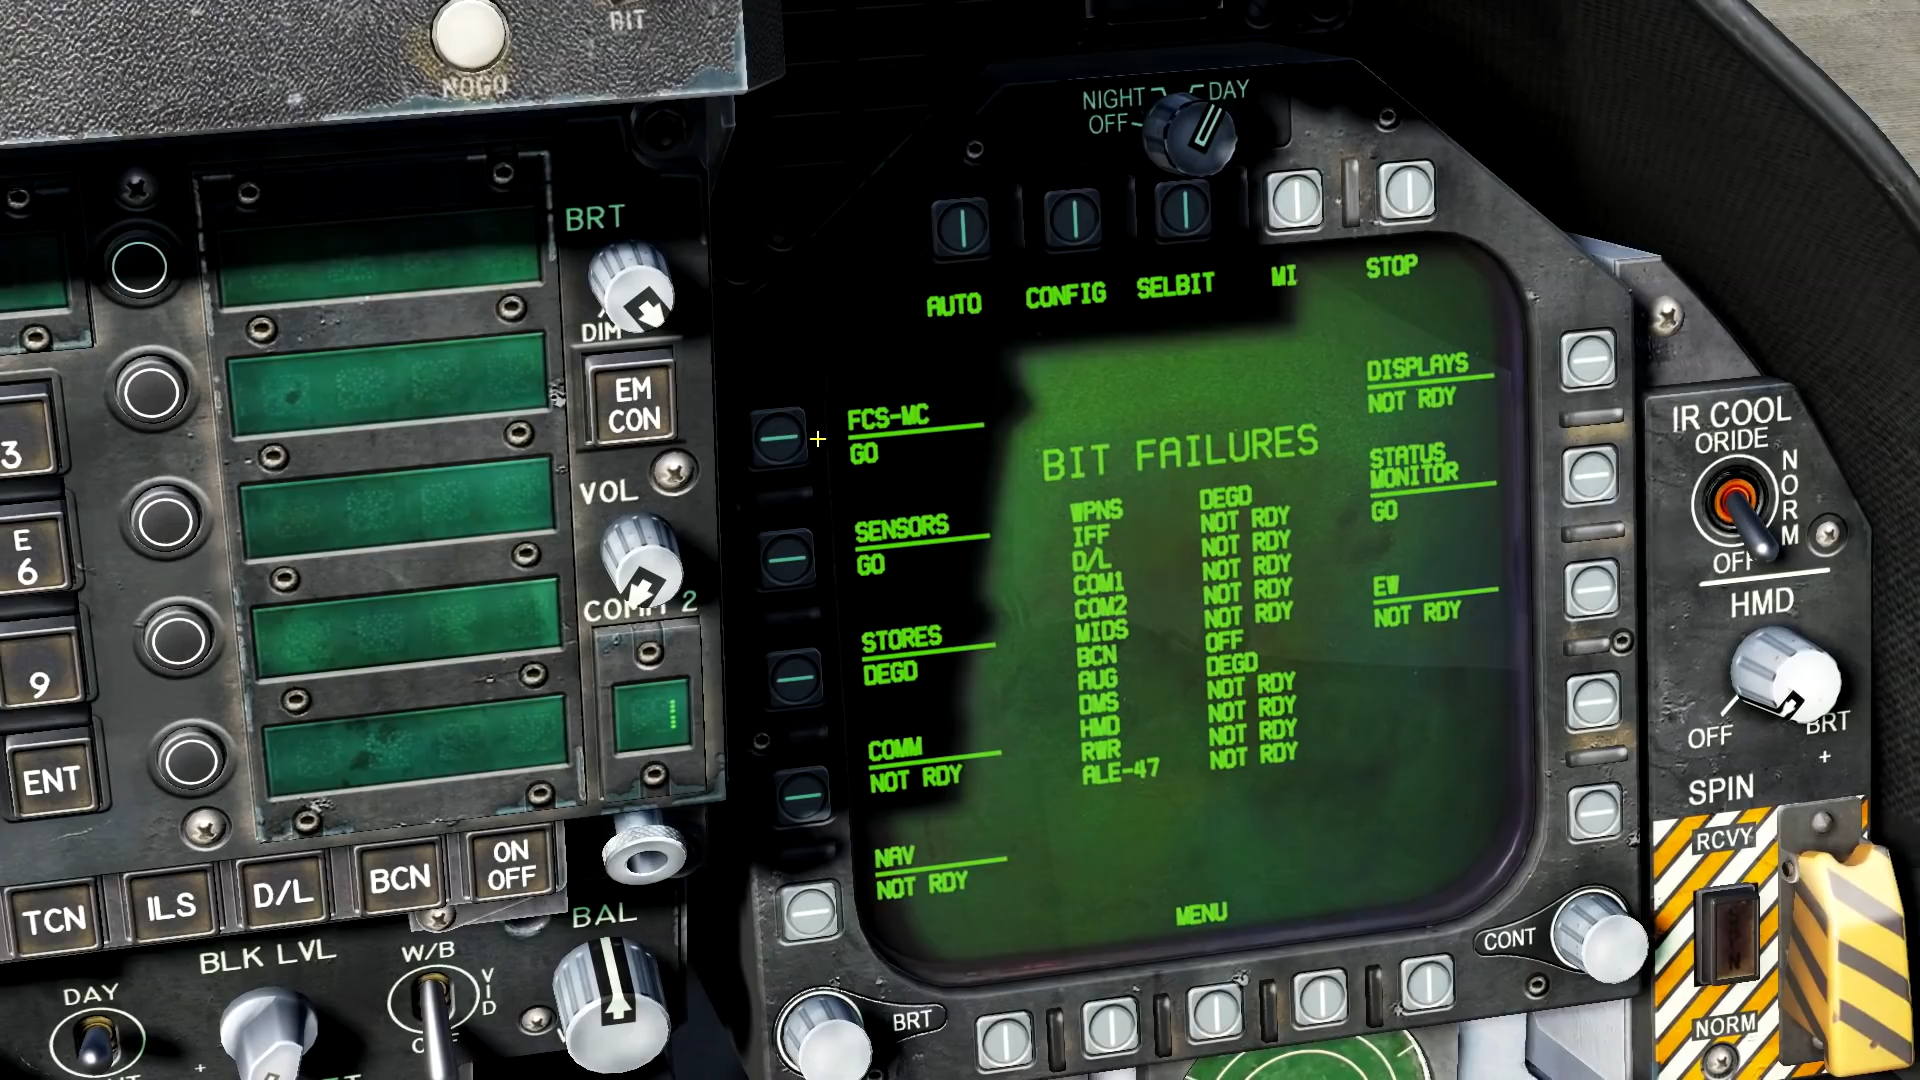 BIT
NOGO
NIGHT
DAY
OFF
BRT
DIM
EM
CON
VOL
COMM 2
3
E
6
9
ENT
TCN
ILS
D/L
BCN
ON
OFF
BLK LVL
W/B
VID
BAL
DAY
AUTO
CONFIG
SELBIT
MI
STOP
FCS-MC
GO
SENSORS
GO
STORES
DEGD
COMM
NOT RDY
NAV
NOT RDY
BIT FAILURES
WPNS DEGD
IFF NOT RDY
D/L NOT RDY
COM1 NOT RDY
COM2 NOT RDY
MIDS NOT RDY
BCN OFF
AUG DEGD
DMS NOT RDY
HMD NOT RDY
RWR NOT RDY
ALE-47 NOT RDY
DISPLAYS
NOT RDY
STATUS
MONITOR
GO
EW
NOT RDY
MENU
BRT
CONT
IR COOL
ORIDE
NORM
OFF
HMD
OFF
BRT
+
SPIN
RCVY
NORM